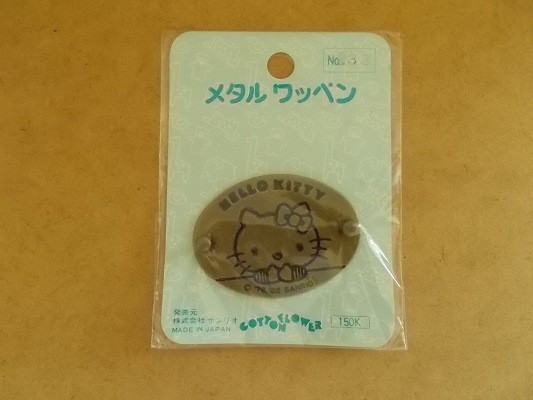 No.
メタル ワッペン
HELLO KITTY
SANRIO
発売元
株式会社サンリオ
MADE IN JAPAN
COTTON FLOWER
150K